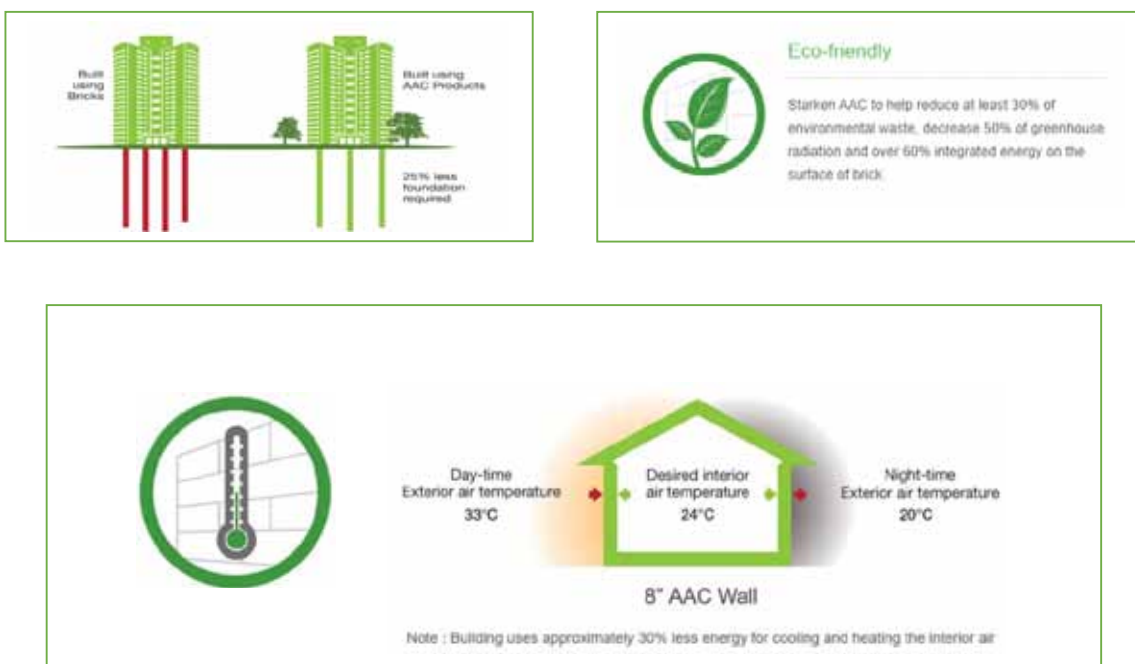 Built
using
Bricks
Built using
AAC Products
25% less
foundation
required
Eco-friendly
Starken AAC to help reduce at least 30% of
environmental waste, decrease 50% of greenhouse
radiation and over 60% integrated energy on the
surface of brick.
Day-time
Exterior air temperature
33°C
Desired interior
air temperature
24°C
Night-time
Exterior air temperature
20°C
8" AAC Wall
Note : Building uses approximately 30% less energy for cooling and heating the interior air